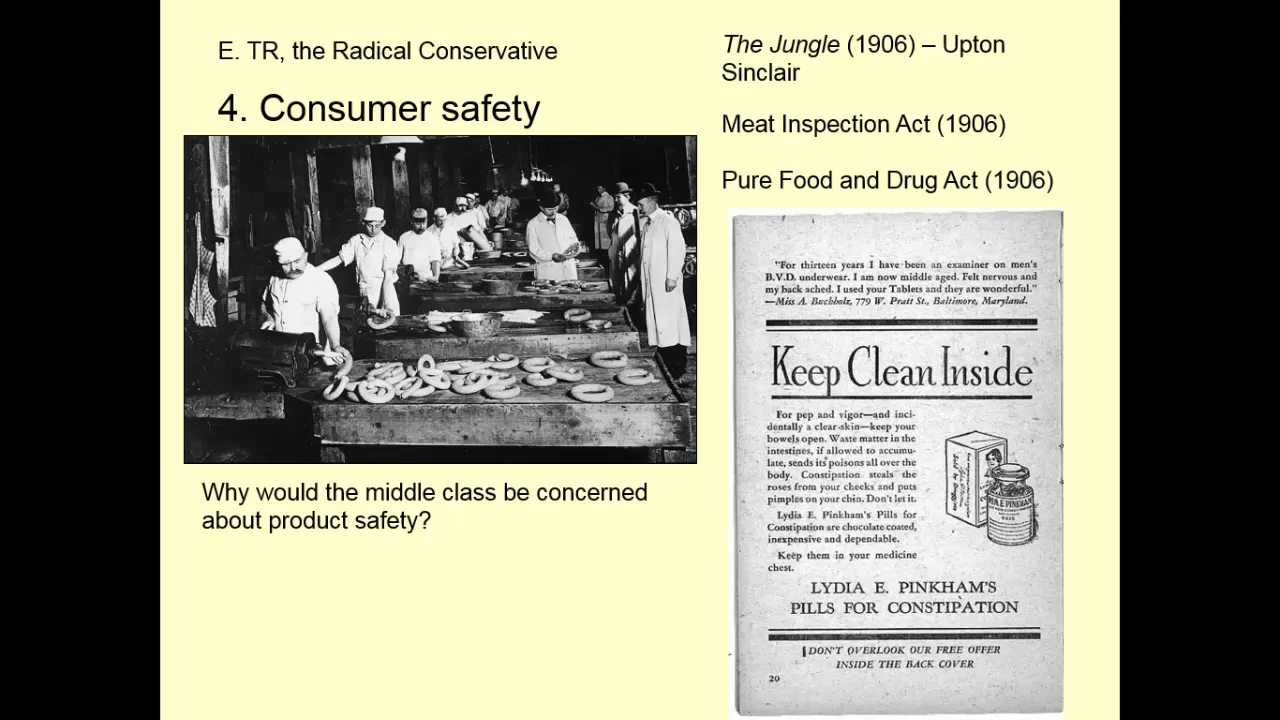 E. TR, the Radical Conservative
4. Consumer safety
Why would the middle class be concerned
about product safety?
The Jungle (1906) – Upton
Sinclair
Meat Inspection Act (1906)
Pure Food and Drug Act (1906)
"For thirteen years I have been an examiner on men's
B.V.D. underwear. I am now middle aged. Felt nervous and
my back ached. I used your Tablets and they are wonderful."
—Miss A. Buchholz, 779 W. Pratt St., Baltimore, Maryland.
Keep Clean Inside
For pep and vigor—and inci-
dentally a clear skin—keep your
bowels open. Waste matter in the
intestines, if allowed to accumu-
late, sends its poisons all over the
body. Constipation steals the
roses from your cheeks and puts
pimples on your chin. Don't let it.
Lydia E. Pinkham's Pills for
Constipation are chocolate coated,
inexpensive and dependable.
Keep them in your medicine
chest.
LYDIA E. PINKHAM'S
PILLS FOR CONSTIPATION
DON'T OVERLOOK OUR FREE OFFER
INSIDE THE BACK COVER
20